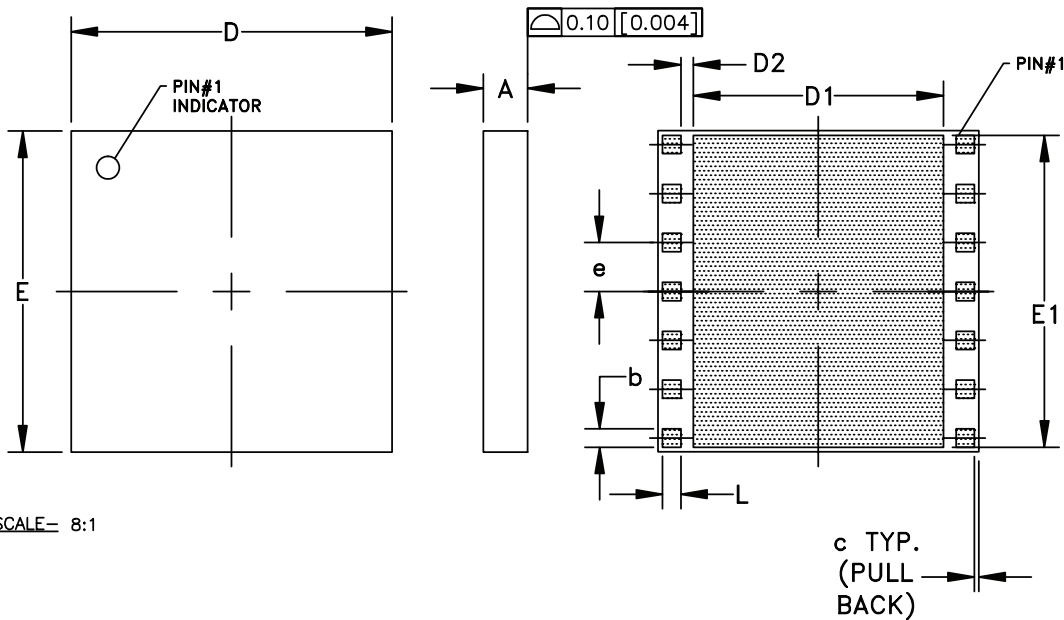 0.10 [0.004]
D
A
D2
D1
PIN#1
PIN#1
INDICATOR
E
e
E1
b
L
SCALE- 8:1
c TYP.
(PULL
BACK)